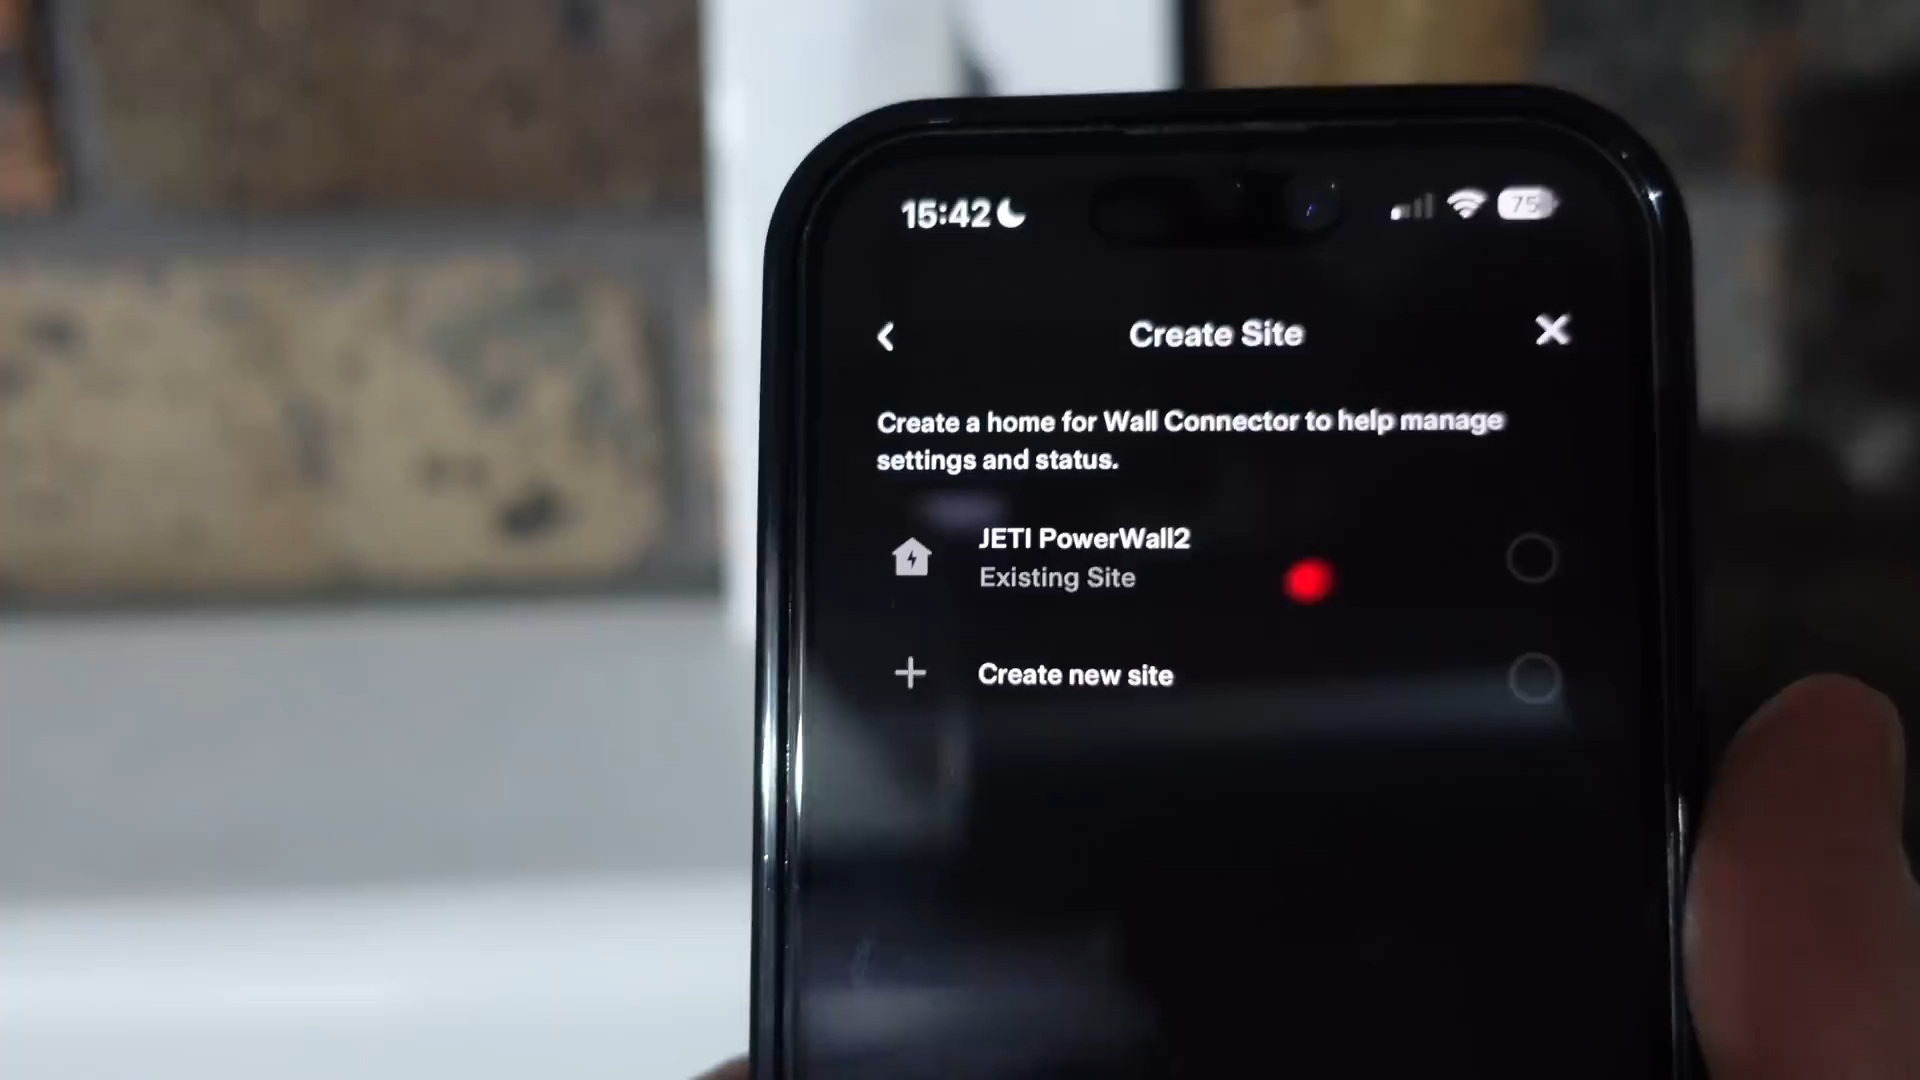 15:42
75
Create Site
Create a home for Wall Connector to help manage
settings and status.
JETI PowerWall2
Existing Site
Create new site